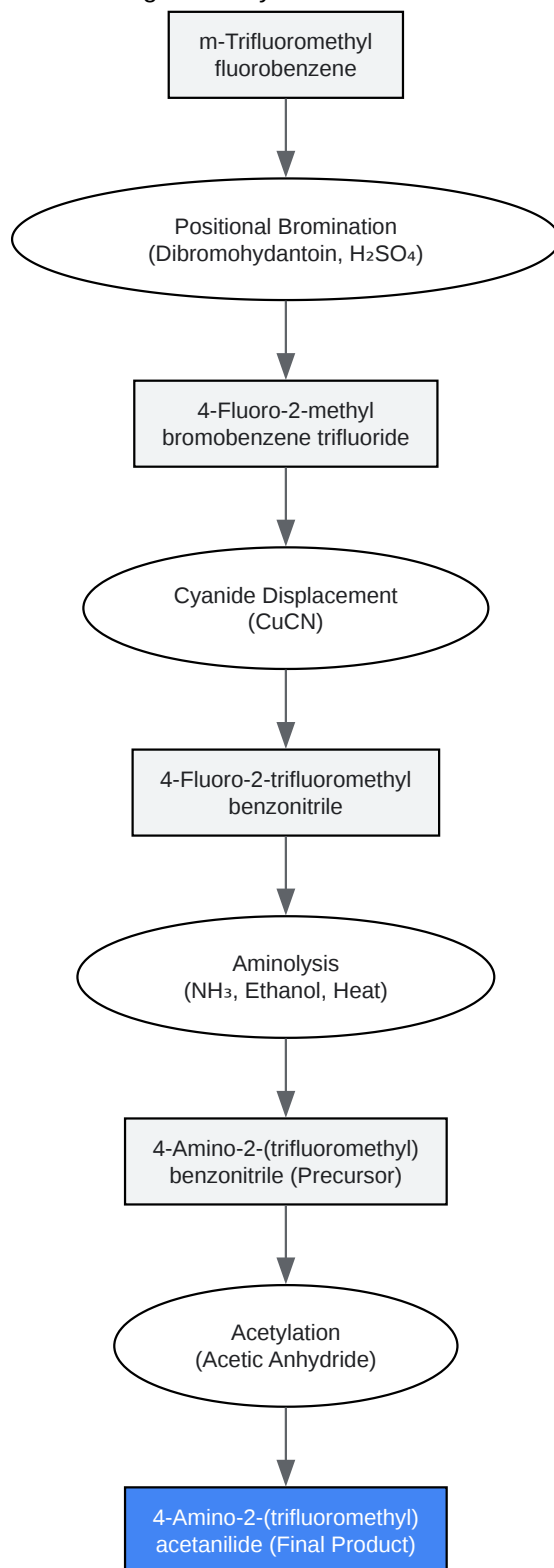 m-Trifluoromethyl
fluorobenzene
Positional Bromination
(Dibromohydantoin, H₂SO₄)
4-Fluoro-2-methyl
bromobenzene trifluoride
Cyanide Displacement
(CuCN)
4-Fluoro-2-trifluoromethyl
benzonitrile
Aminolysis
(NH₃, Ethanol, Heat)
4-Amino-2-(trifluoromethyl)
benzonitrile (Precursor)
Acetylation
(Acetic Anhydride)
4-Amino-2-(trifluoromethyl)
acetanilide (Final Product)